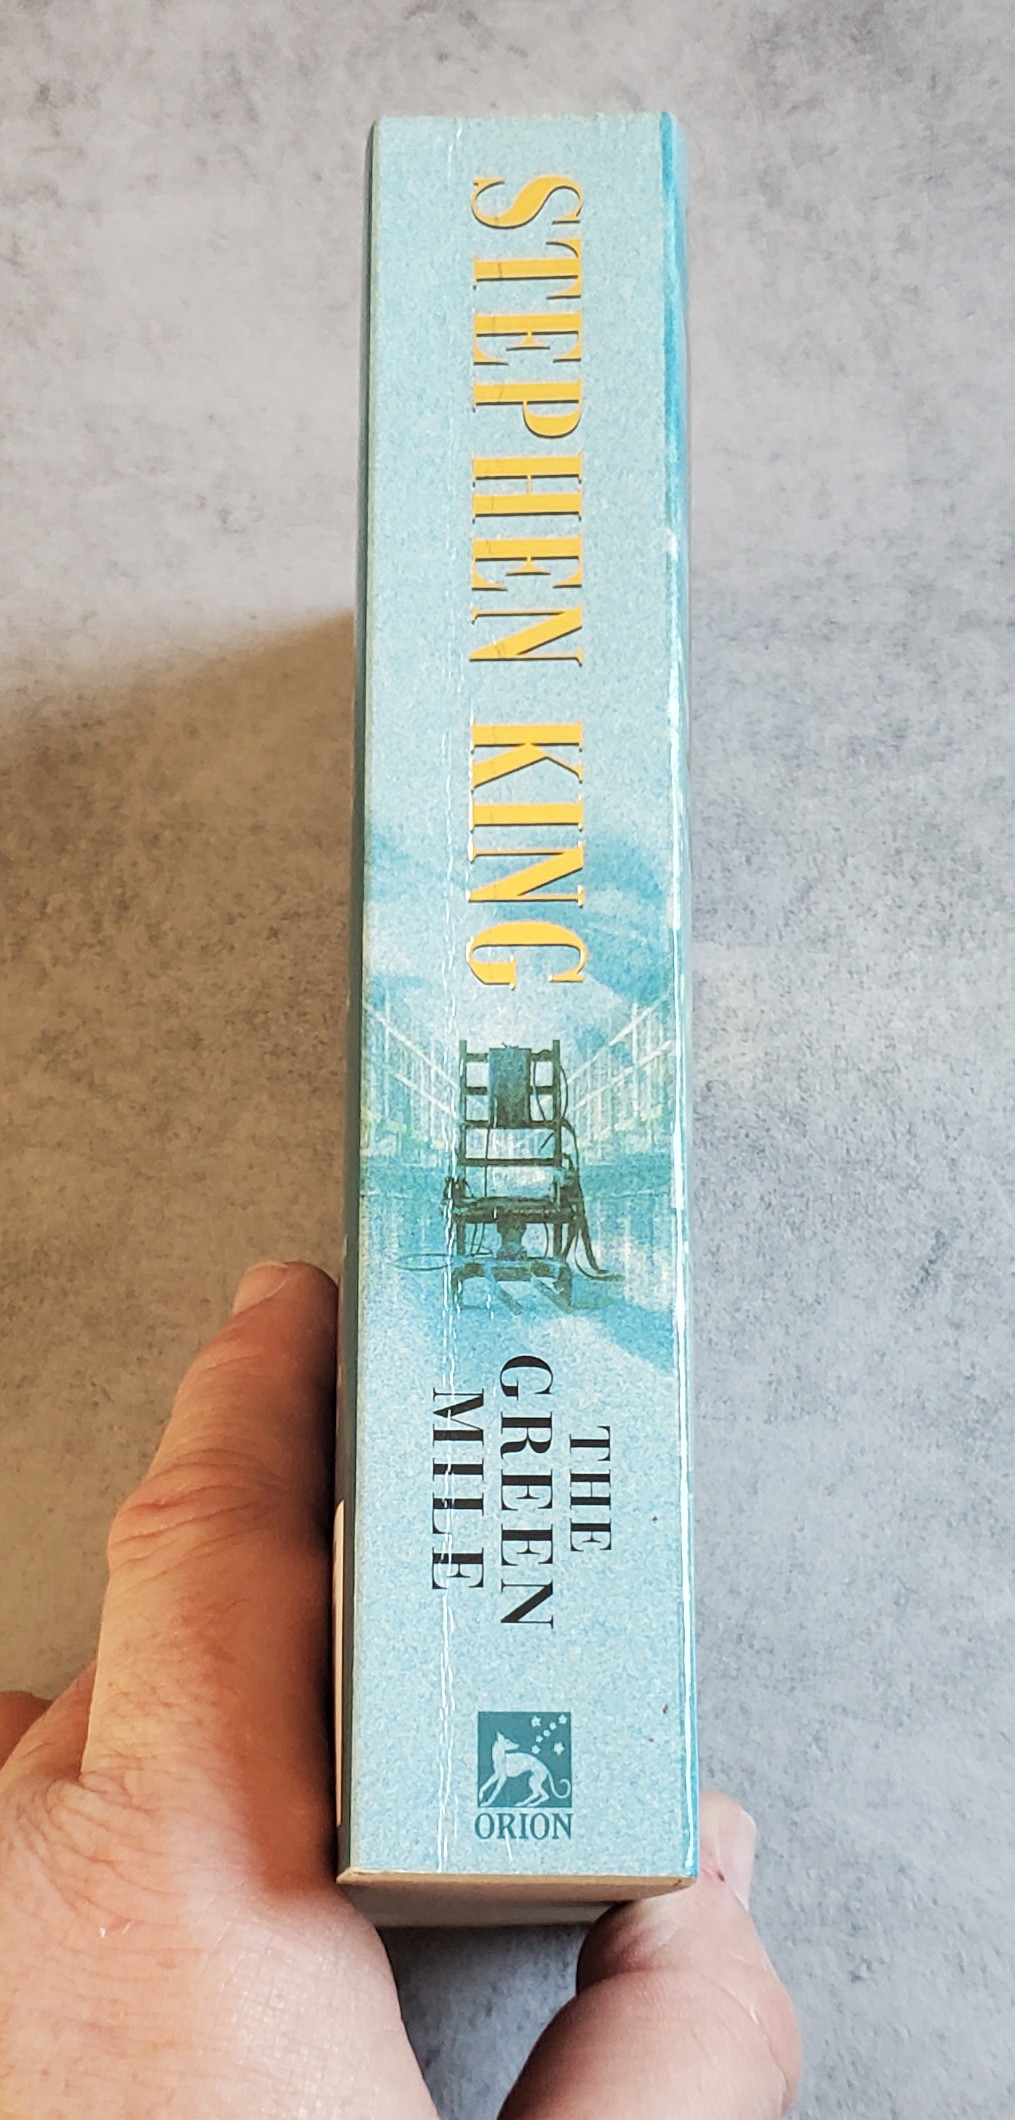 STEPHEN KING
THE
GREEN
MILE
ORION